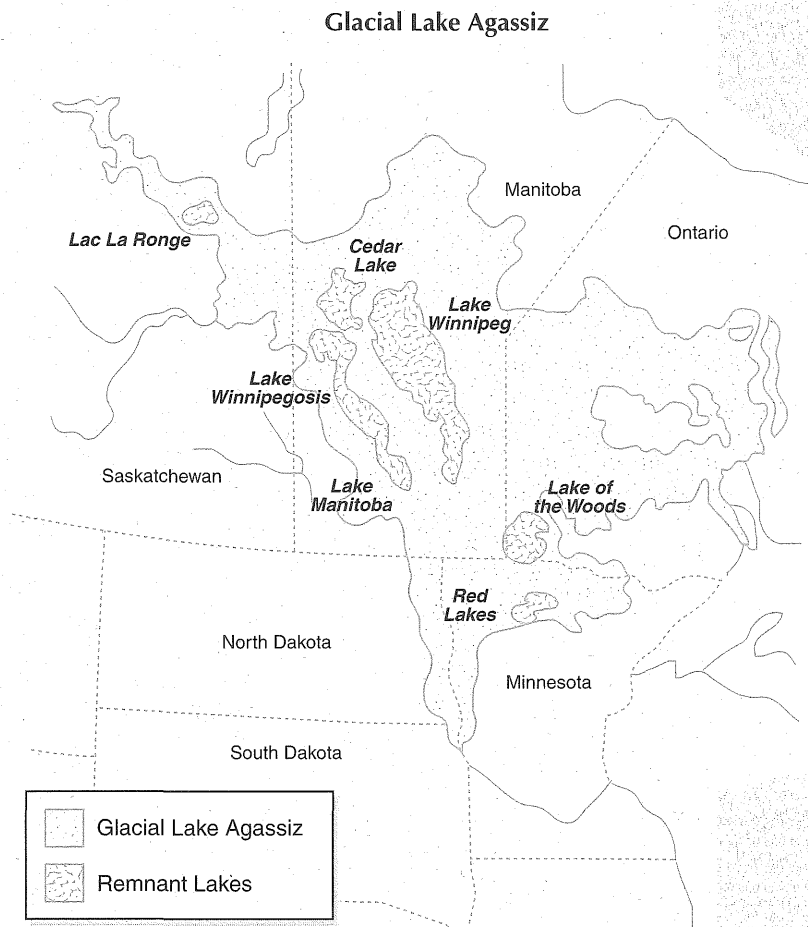 Glacial Lake Agassiz
Manitoba
Ontario
Lac La Ronge
Cedar
Lake
Lake
Winnipeg
Lake
Winnipegosis
Saskatchewan
Lake
Manitoba
Lake of
the Woods
Red
Lakes
North Dakota
Minnesota
South Dakota
Glacial Lake Agassiz
Remnant Lakes